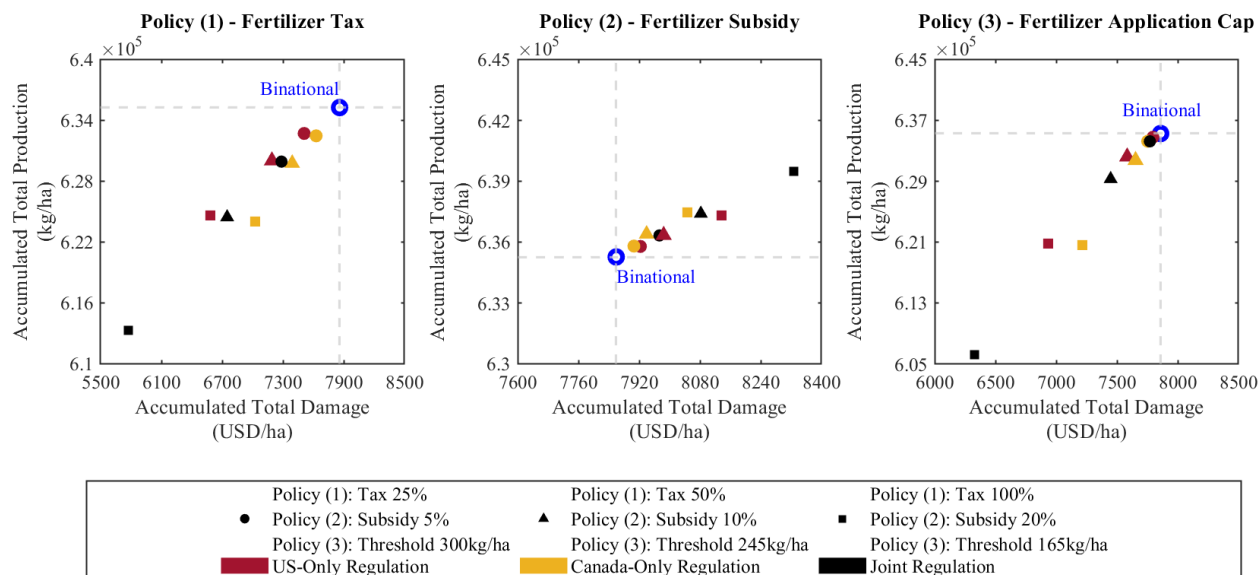 Policy (1) - Fertilizer Tax
×10⁵
6.4
6.34
6.28
6.22
6.16
6.1
5500 6100 6700 7300 7900 8500
Accumulated Total Production
(kg/ha)
Accumulated Total Damage
(USD/ha)
Binational
Policy (2) - Fertilizer Subsidy
×10⁵
6.45
6.42
6.39
6.36
6.33
6.3
7600 7760 7920 8080 8240 8400
Accumulated Total Production
(kg/ha)
Accumulated Total Damage
(USD/ha)
Binational
Policy (3) - Fertilizer Application Cap
×10⁵
6.45
6.37
6.29
6.21
6.13
6.05
6000 6500 7000 7500 8000 8500
Accumulated Total Production
(kg/ha)
Accumulated Total Damage
(USD/ha)
Binational
Policy (1): Tax 25%
Policy (2): Subsidy 5%
Policy (3): Threshold 300kg/ha
US-Only Regulation
Policy (1): Tax 50%
Policy (2): Subsidy 10%
Policy (3): Threshold 245kg/ha
Canada-Only Regulation
Policy (1): Tax 100%
Policy (2): Subsidy 20%
Policy (3): Threshold 165kg/ha
Joint Regulation